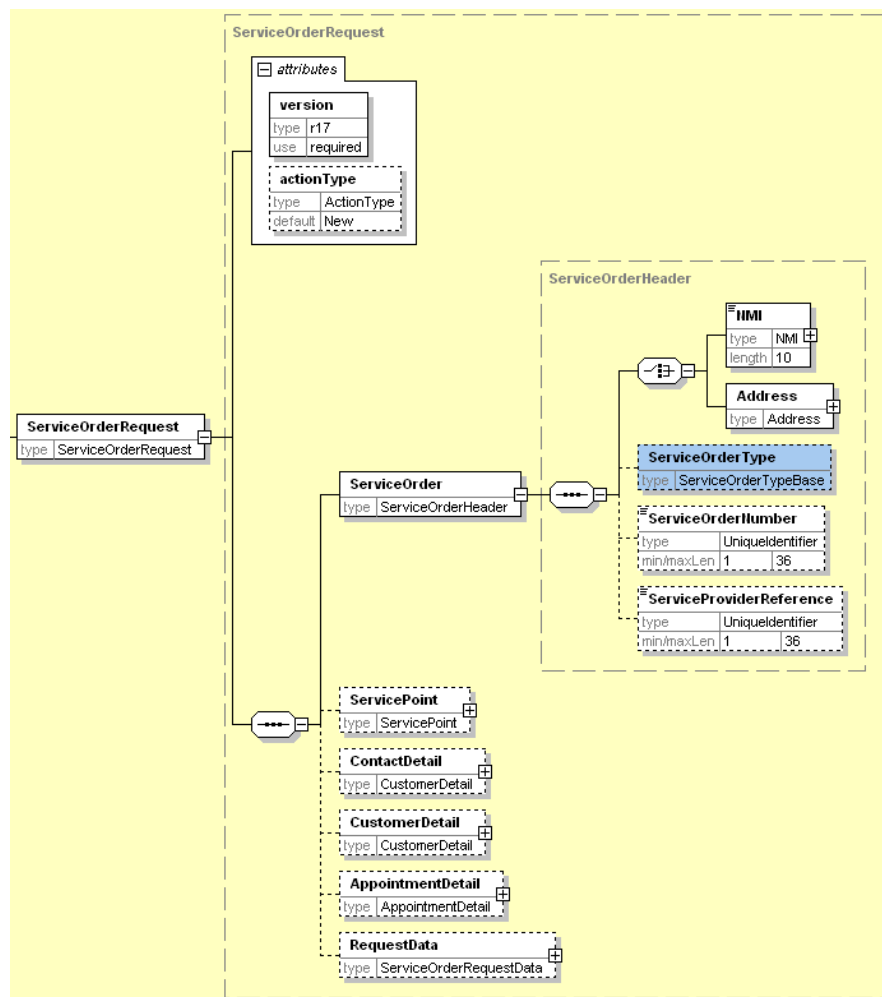 ServiceOrderRequest
attributes
version
type r17
use required
actionType
type ActionType
default New
ServiceOrderHeader
NMI
type NMI
length 10
Address
type Address
ServiceOrderRequest
type ServiceOrderRequest
ServiceOrderType
type ServiceOrderTypeBase
ServiceOrder
type ServiceOrderHeader
ServiceOrderNumber
type UniqueIdentifier
min/maxLen 1 36
ServiceProviderReference
type UniqueIdentifier
min/maxLen 1 36
ServicePoint
type ServicePoint
ContactDetail
type CustomerDetail
CustomerDetail
type CustomerDetail
AppointmentDetail
type AppointmentDetail
RequestData
type ServiceOrderRequestData